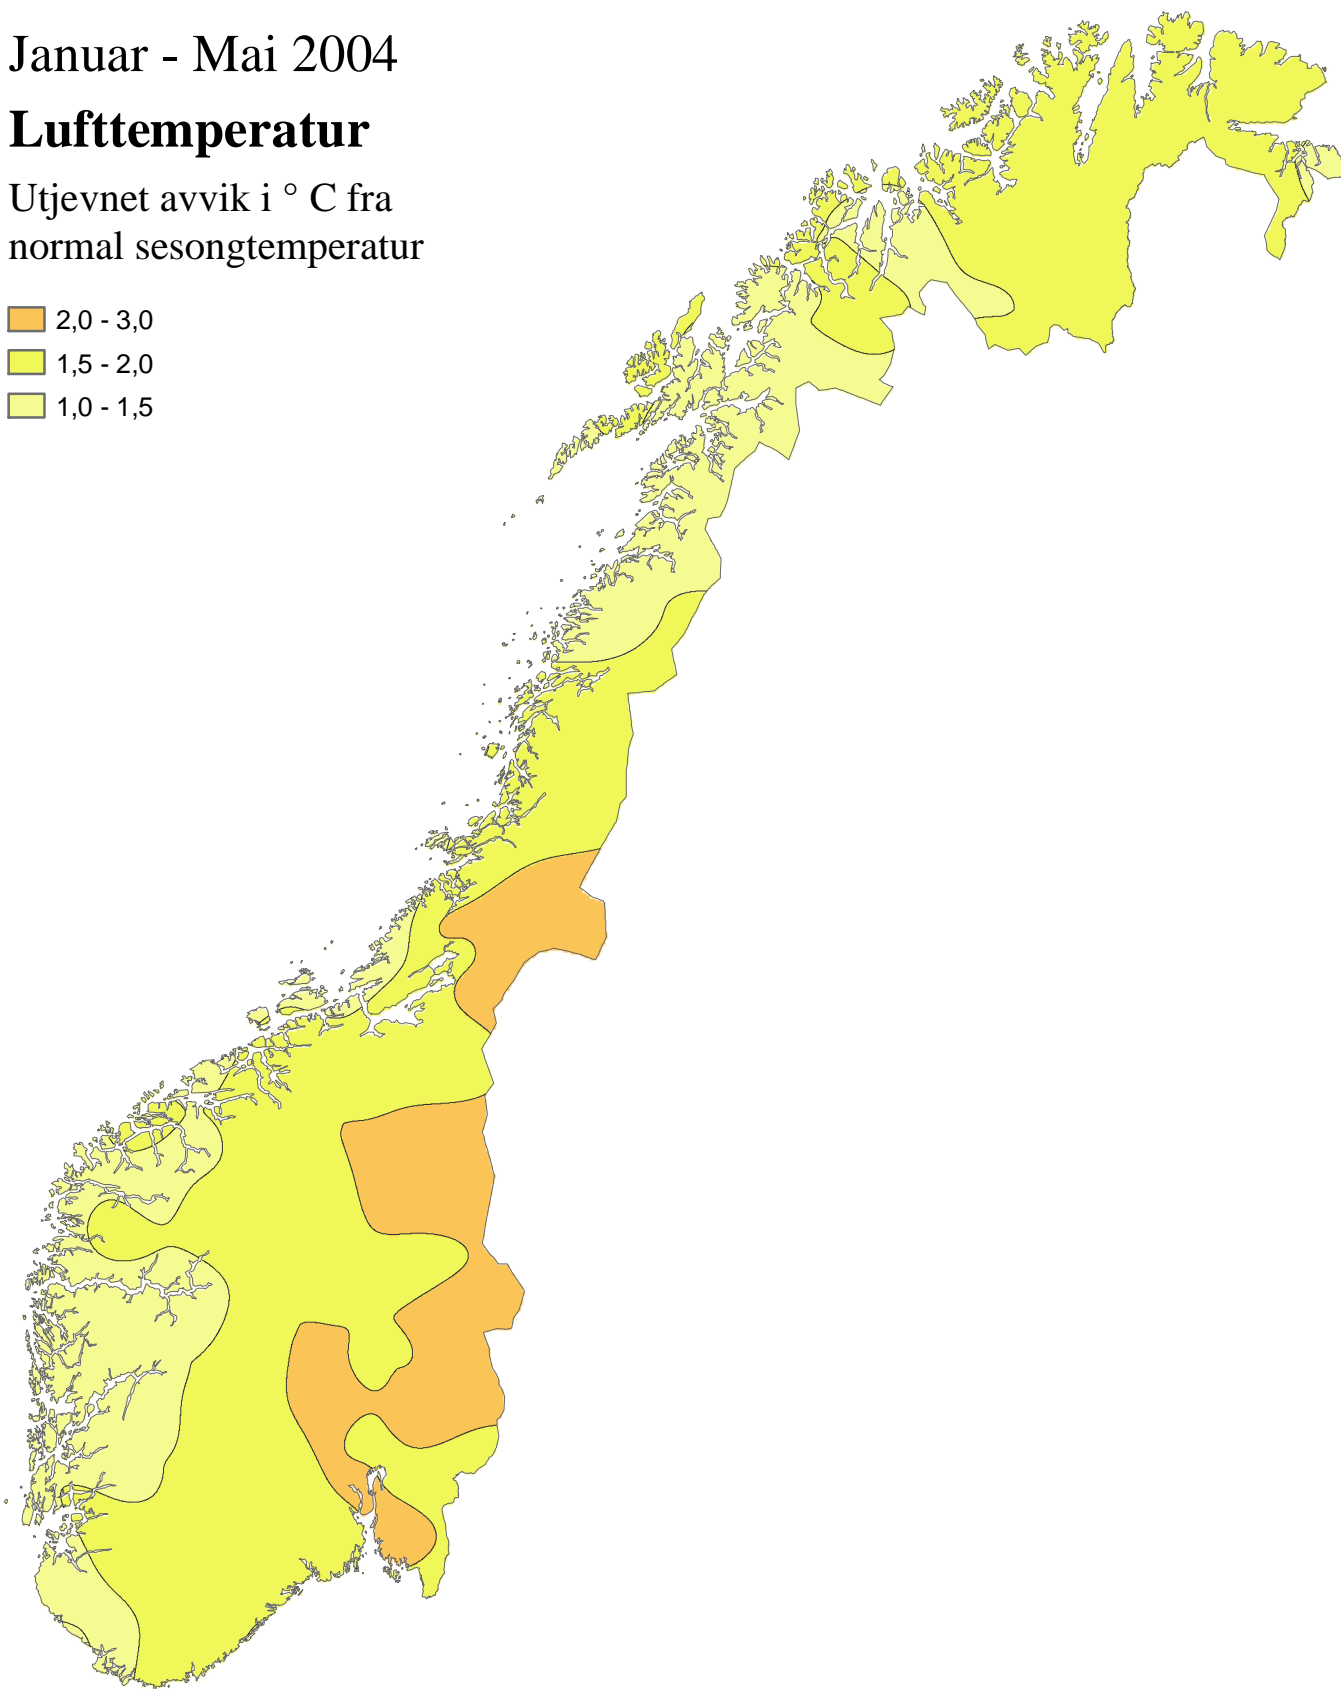 Januar - Mai 2004
Lufttemperatur
Utjevnet avvik i ° C fra
normal sesongtemperatur
2,0 - 3,0
1,5 - 2,0
1,0 - 1,5